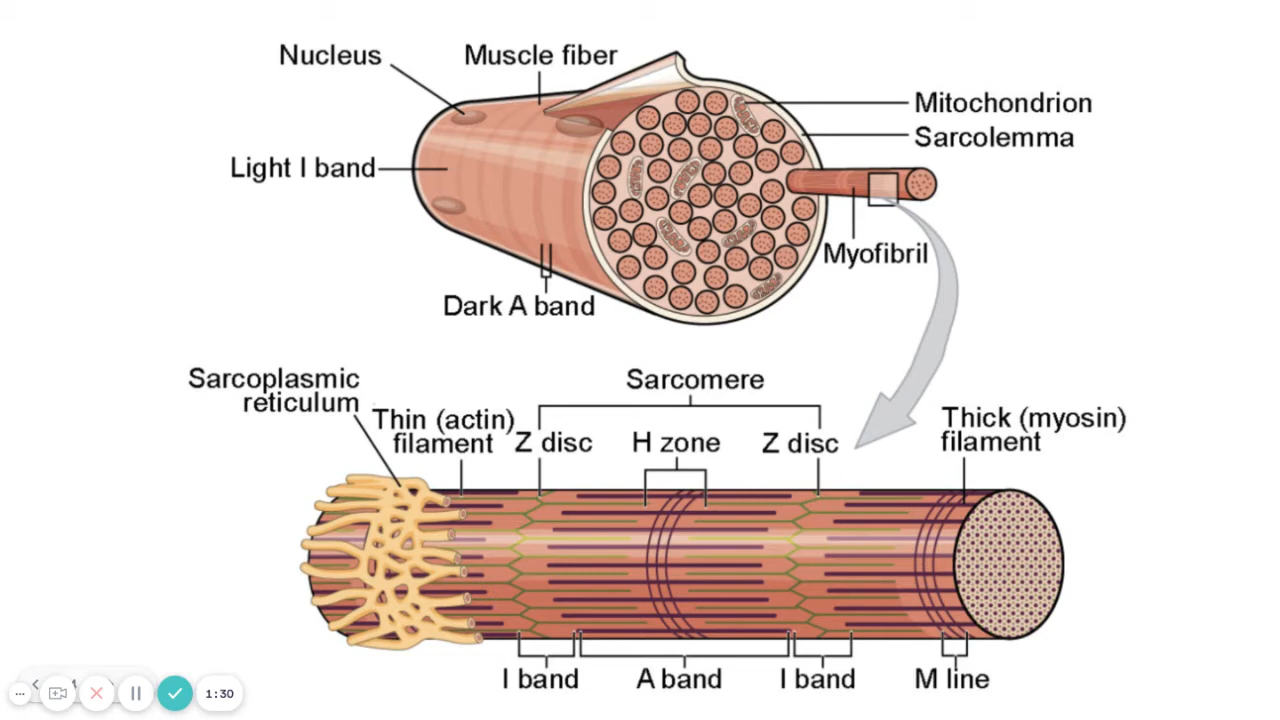 Nucleus
Muscle fiber
Mitochondrion
Sarcolemma
Light I band
Myofibril
Dark A band
Sarcoplasmic
reticulum
Sarcomere
Thin (actin)
filament
Z disc
H zone
Z disc
Thick (myosin)
filament
I band
A band
I band
M line
1:30